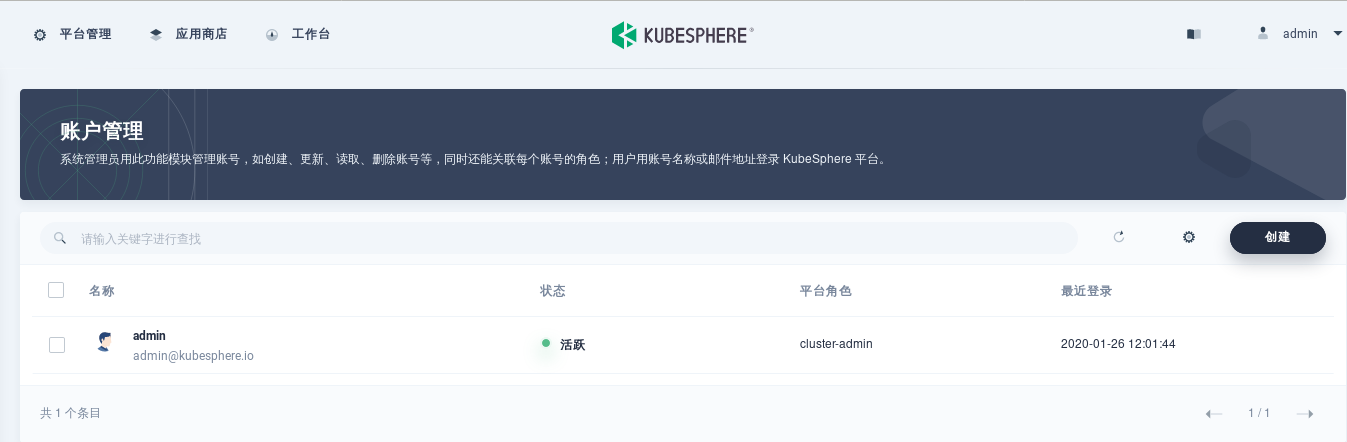 平台管理 应用商店 工作台 KUBESPHERE® admin
账户管理
系统管理员用此功能模块管理账号，如创建、更新、读取、删除账号等，同时还能关联每个账号的角色；用户用账号名称或邮件地址登录 KubeSphere 平台。
请输入关键字进行查找 创建
名称 状态 平台角色 最近登录
admin
admin@kubesphere.io
活跃 cluster-admin 2020-01-26 12:01:44
共 1 个条目 1 / 1